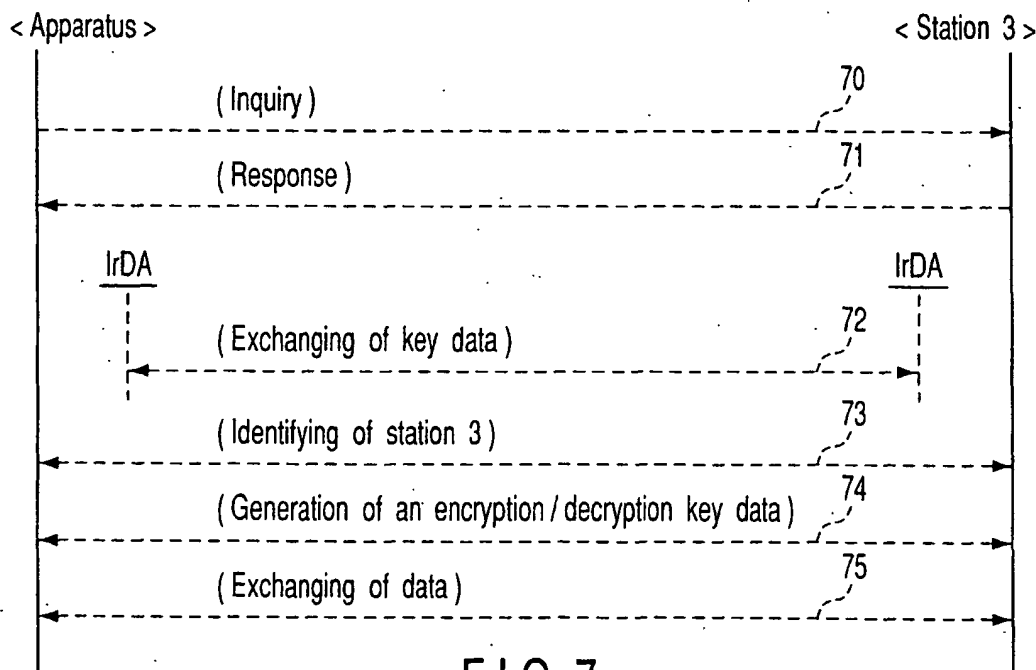 < Apparatus >
< Station 3 >
( Inquiry )
70
( Response )
71
IrDA
IrDA
( Exchanging of key data )
72
( Identifying of station 3 )
73
( Generation of an encryption / decryption key data )
74
( Exchanging of data )
75
FIG. 7